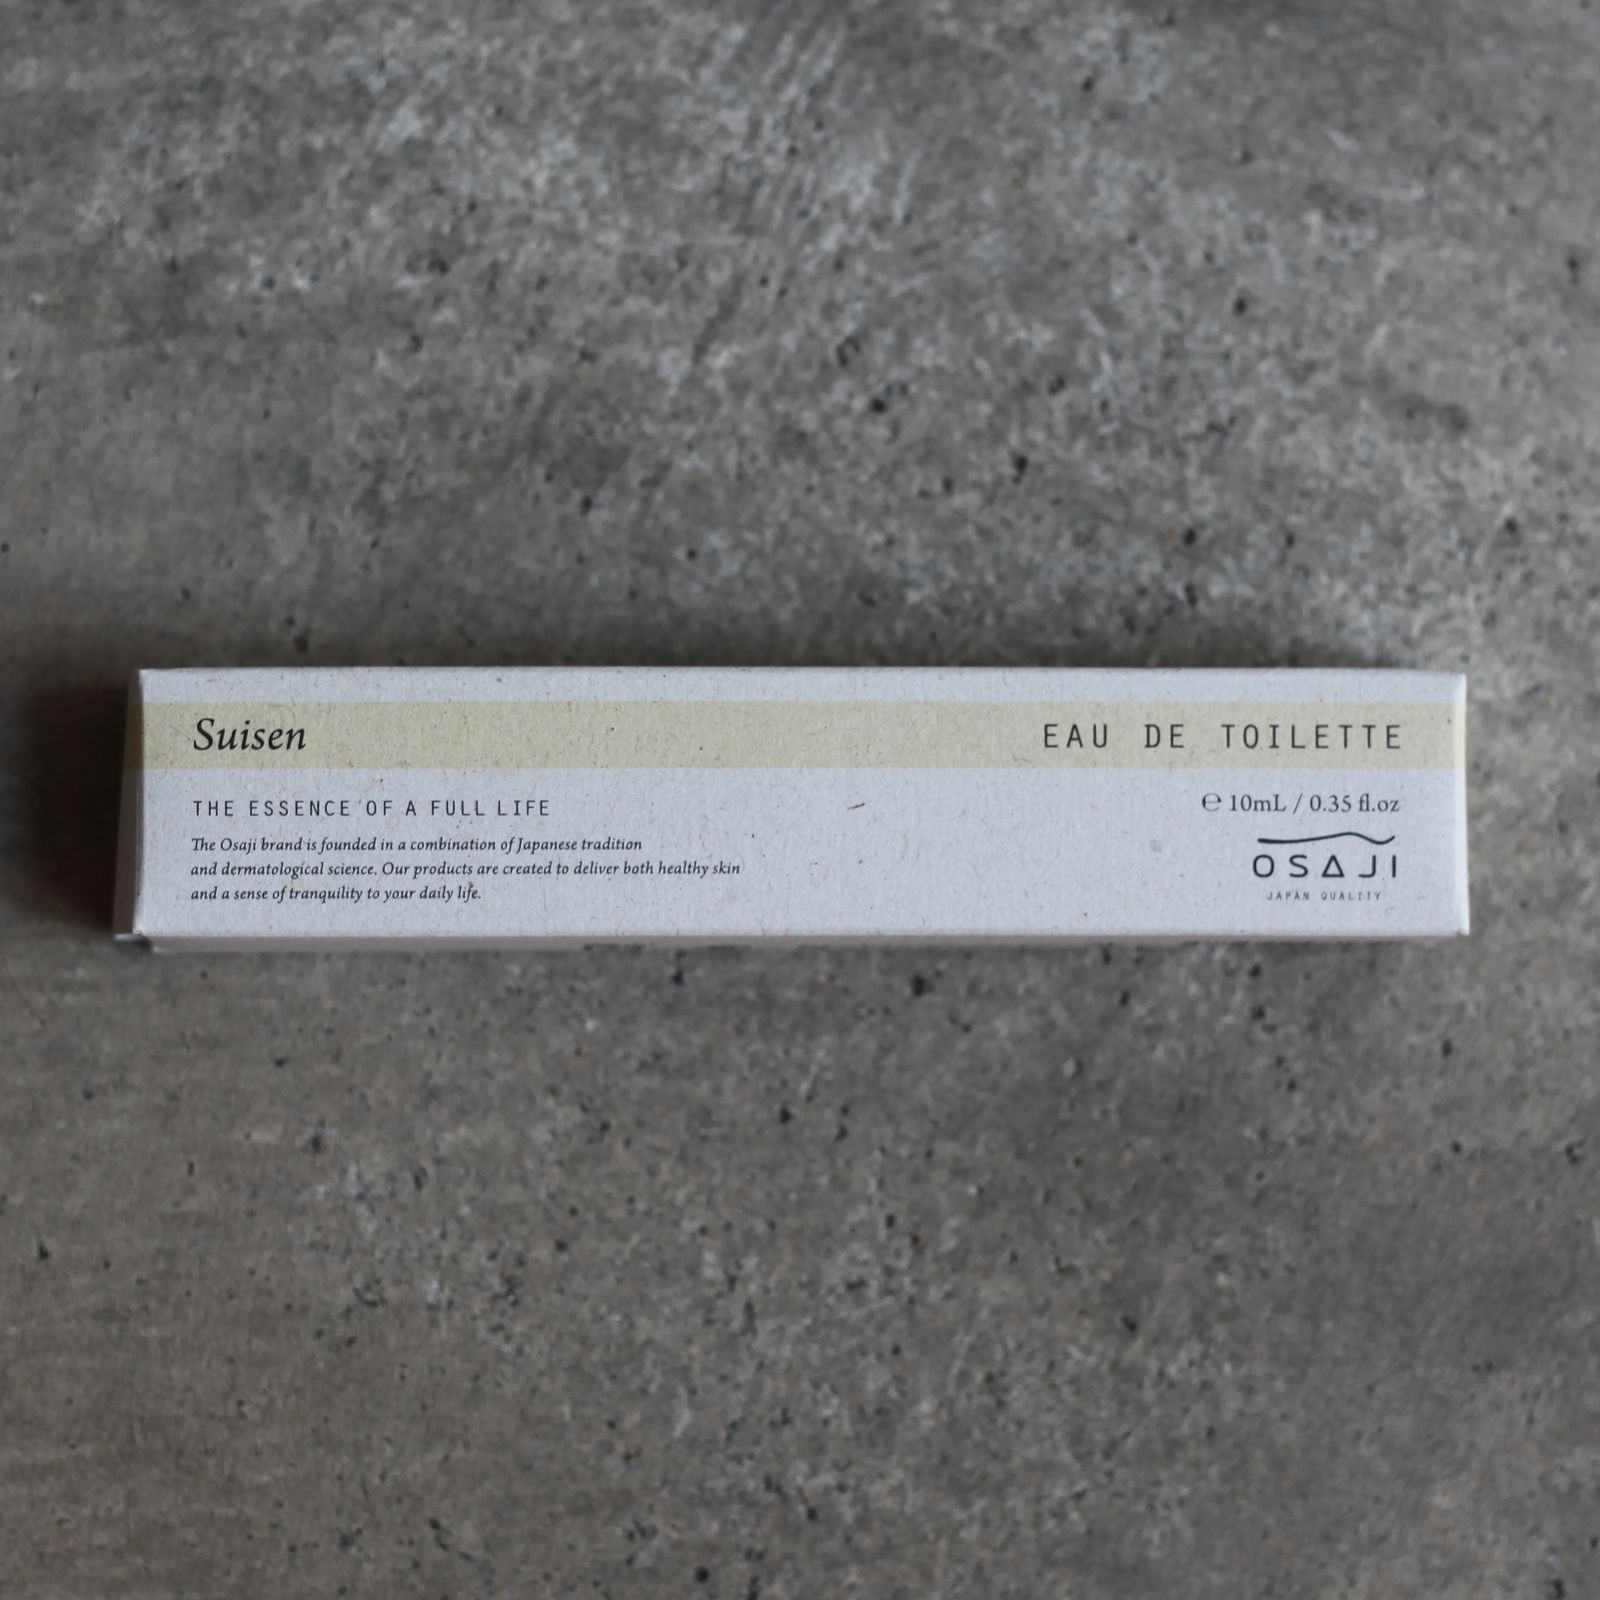 Suisen
EAU DE TOILETTE
THE ESSENCE OF A FULL LIFE
The Osaji brand is founded in a combination of Japanese tradition
and dermatological science. Our products are created to deliver both healthy skin
and a sense of tranquility to your daily life.
℮ 10mL / 0.35 fl.oz
OSAJI
JAPAN QUALITY